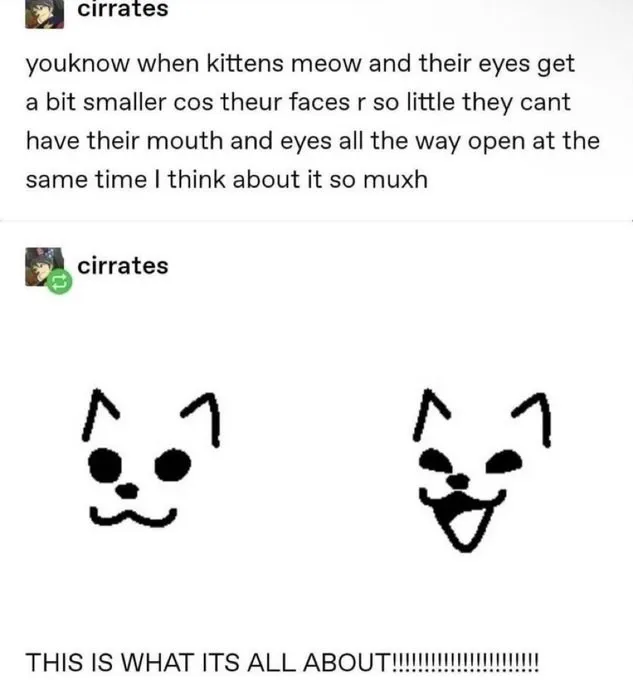 cirrates
youknow when kittens meow and their eyes get
a bit smaller cos theur faces r so little they cant
have their mouth and eyes all the way open at the
same time I think about it so muxh
cirrates
THIS IS WHAT ITS ALL ABOUT!!!!!!!!!!!!!!!!!!!!!!!